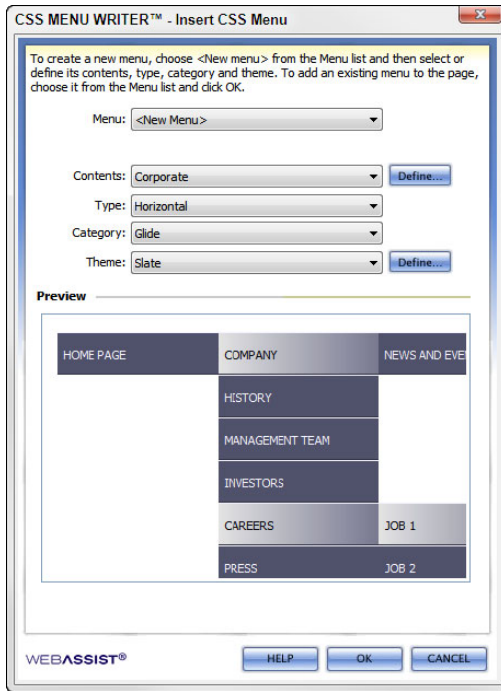 CSS MENU WRITER™ - Insert CSS Menu
To create a new menu, choose <New menu> from the Menu list and then select or
define its contents, type, category and theme. To add an existing menu to the page,
choose it from the Menu list and click OK.
Menu: <New Menu>
Contents: Corporate Define...
Type: Horizontal
Category: Glide
Theme: Slate Define...
Preview
HOME PAGE COMPANY NEWS AND EVE
HISTORY
MANAGEMENT TEAM
INVESTORS
CAREERS JOB 1
PRESS JOB 2
WEBASSIST® HELP OK CANCEL